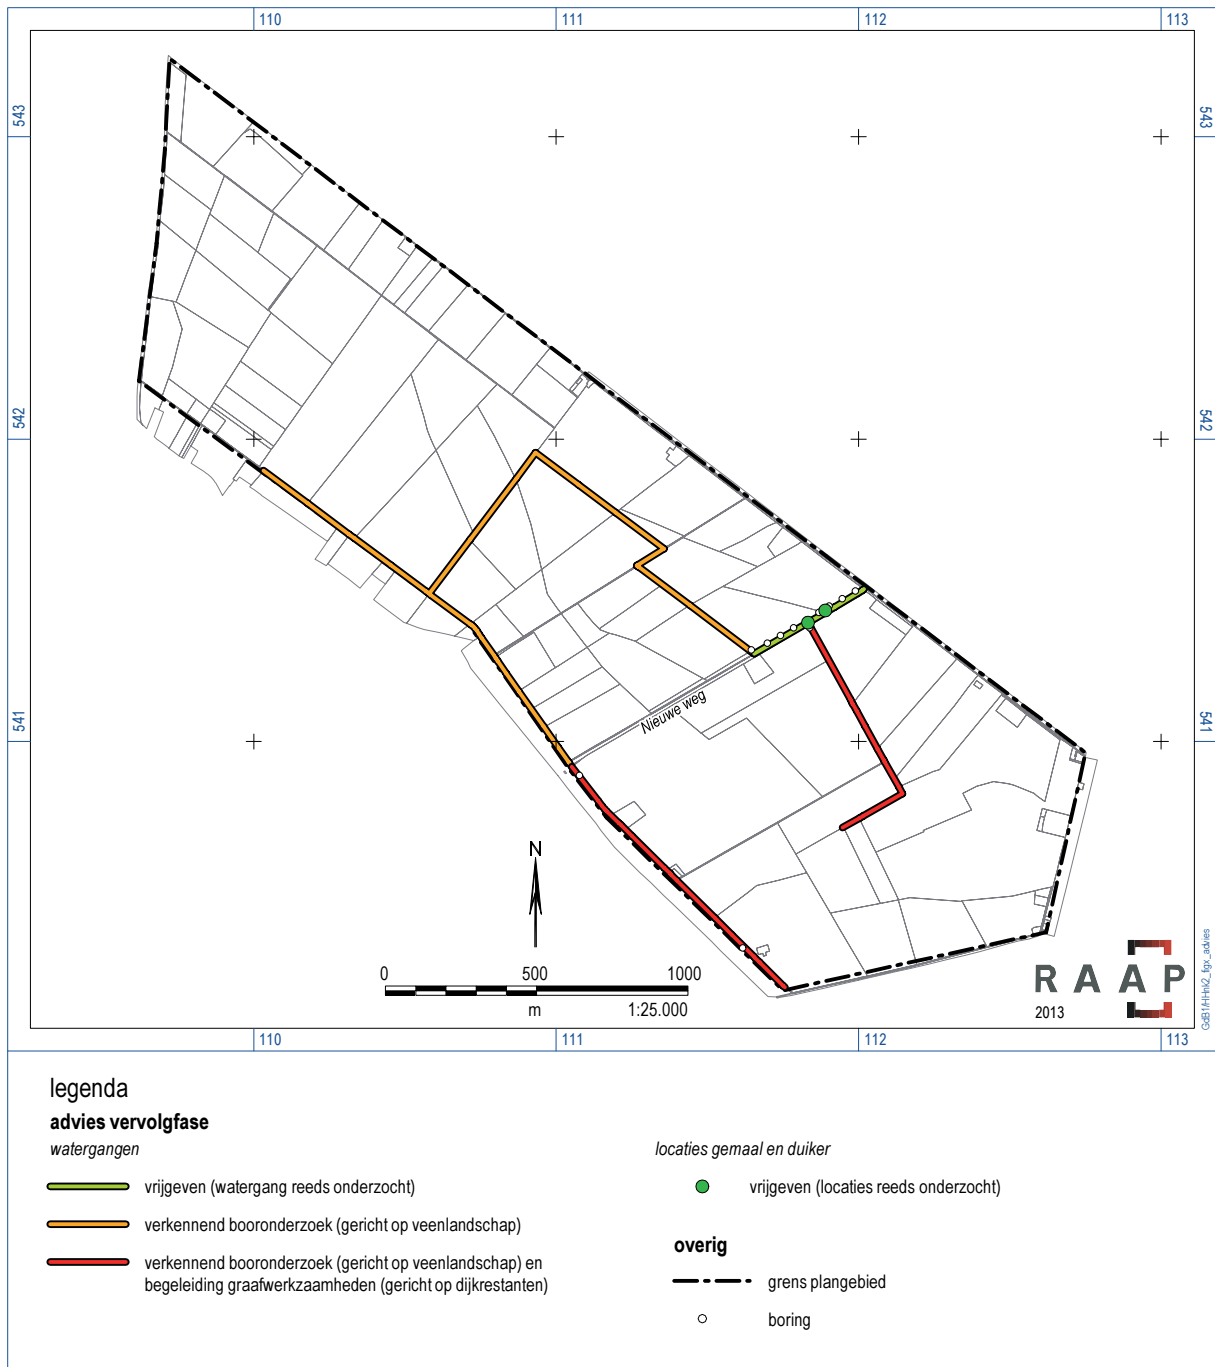 110
111
112
113
543
543
542
542
541
541
Nieuwe weg
N
0
500
1000
m
1:25.000
RAAP
2013
110
111
112
113
legenda
advies vervolgfase
watergangen
vrijgeven (watergang reeds onderzocht)
verkennend booronderzoek (gericht op veenlandschap)
verkennend booronderzoek (gericht op veenlandschap) en
begeleiding graafwerkzaamheden (gericht op dijkrestanten)
locaties gemaal en duiker
vrijgeven (locaties reeds onderzocht)
overig
grens plangebied
boring